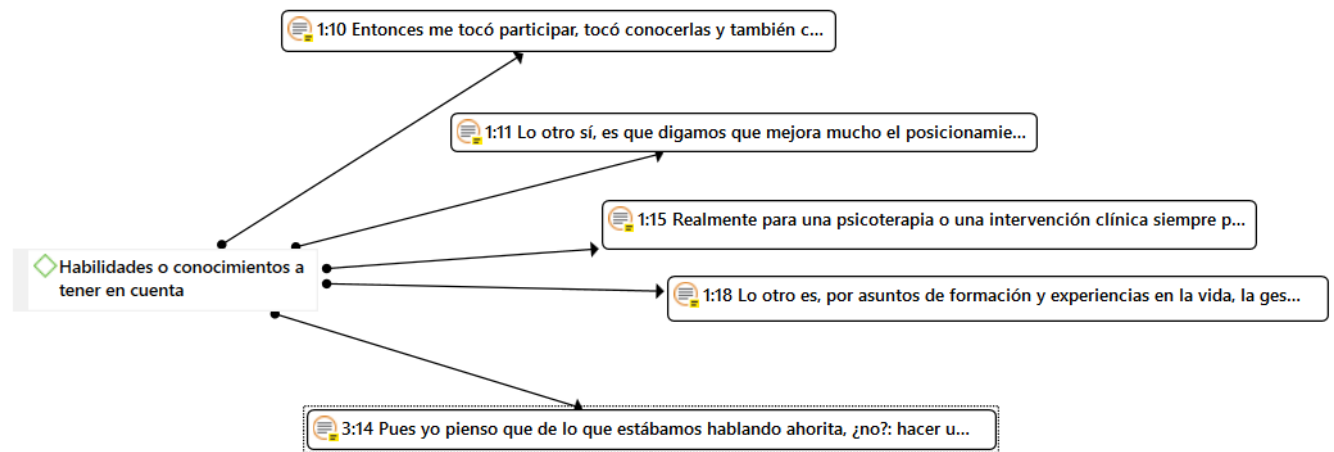 1:10 Entonces me tocó participar, tocó conocerlas y también c...
1:11 Lo otro sí, es que digamos que mejora mucho el posicionamie...
1:15 Realmente para una psicoterapia o una intervención clínica siempre p...
Habilidades o conocimientos a
tener en cuenta
1:18 Lo otro es, por asuntos de formación y experiencias en la vida, la ges...
3:14 Pues yo pienso que de lo que estábamos hablando ahorita, ¿no?: hacer u...